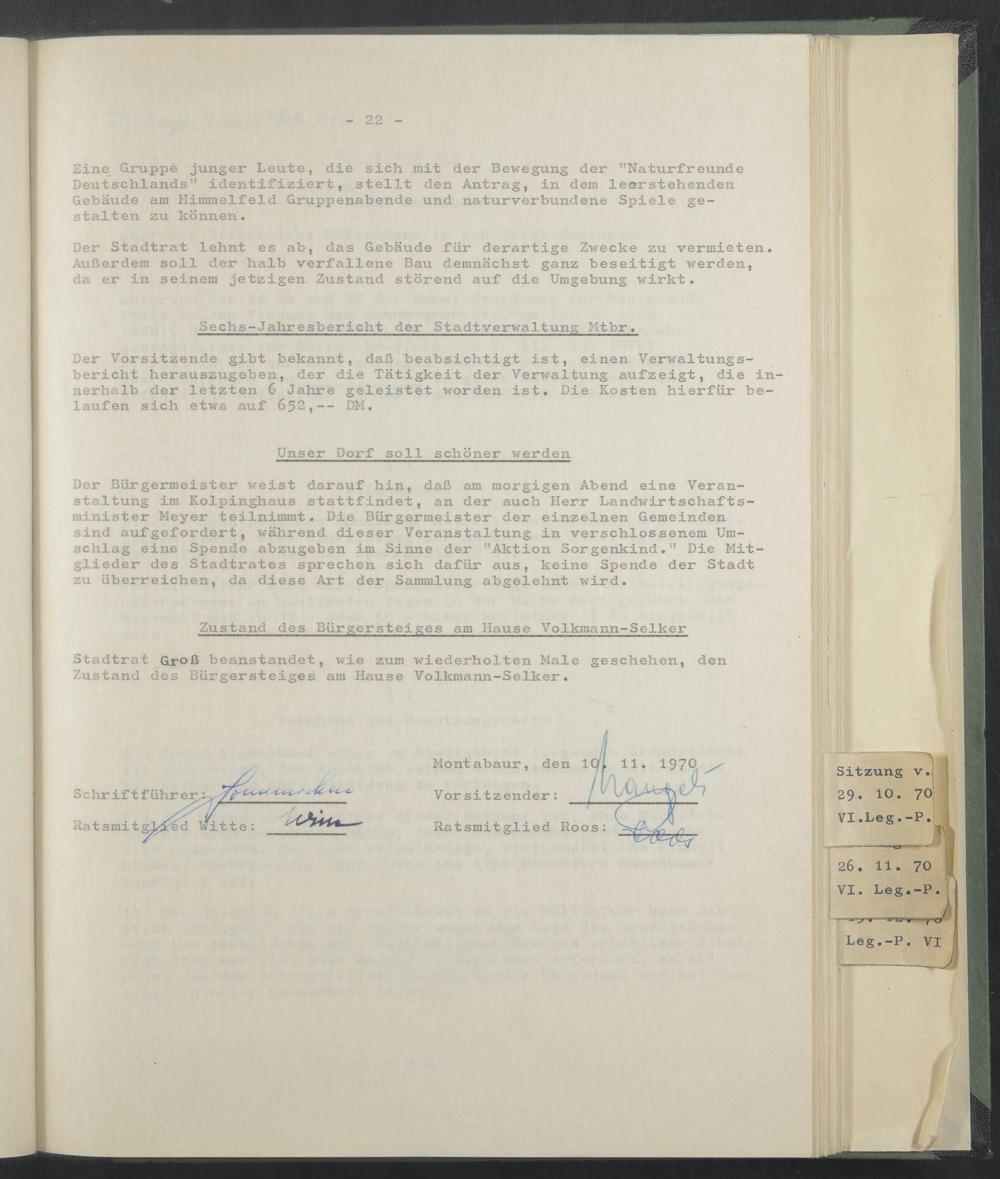 - 22 -
Eine Gruppe junger Leute, die sich mit der Bewegung der "Naturfreunde
Deutschlands" identifiziert, stellt den Antrag, in dem leerstehenden
Gebäude am Himmelfeld Gruppenabende und naturverbundene Spiele ge-
stalten zu können.
Der Stadtrat lehnt es ab, das Gebäude für derartige Zwecke zu vermieten.
Außerdem soll der halb verfallene Bau demnächst ganz beseitigt werden,
da er in seinem jetzigen Zustand störend auf die Umgebung wirkt.
Sechs-Jahresbericht der Stadtverwaltung Mtbr.
Der Vorsitzende gibt bekannt, daß beabsichtigt ist, einen Verwaltungs-
bericht herauszugeben, der die Tätigkeit der Verwaltung aufzeigt, die in-
nerhalb der letzten 6 Jahre geleistet worden ist. Die Kosten hierfür be-
laufen sich etwa auf 652,-- DM.
Unser Dorf soll schöner werden
Der Bürgermeister weist darauf hin, daß am morgigen Abend eine Veran-
staltung im Kolpinghaus stattfindet, an der auch Herr Landwirtschafts-
minister Meyer teilnimmt. Die Bürgermeister der einzelnen Gemeinden
sind aufgefordert, während dieser Veranstaltung in verschlossenem Um-
schlag eine Spende abzugeben im Sinne der "Aktion Sorgenkind." Die Mit-
glieder des Stadtrates sprechen sich dafür aus, keine Spende der Stadt
zu überreichen, da diese Art der Sammlung abgelehnt wird.
Zustand des Bürgersteiges am Hause Volkmann-Selker
Stadtrat Groß beanstandet, wie zum wiederholten Male geschehen, den
Zustand des Bürgersteiges am Hause Volkmann-Selker.
Montabaur, den 10. 11. 1970
Schriftführer:
Vorsitzender: Mangels
Ratsmitglied Witte:
Ratsmitglied Roos: Roos
Sitzung v.
29. 10. 70
VI.Leg.-P.
26. 11. 70
VI. Leg.-P.
Leg.-P. VI